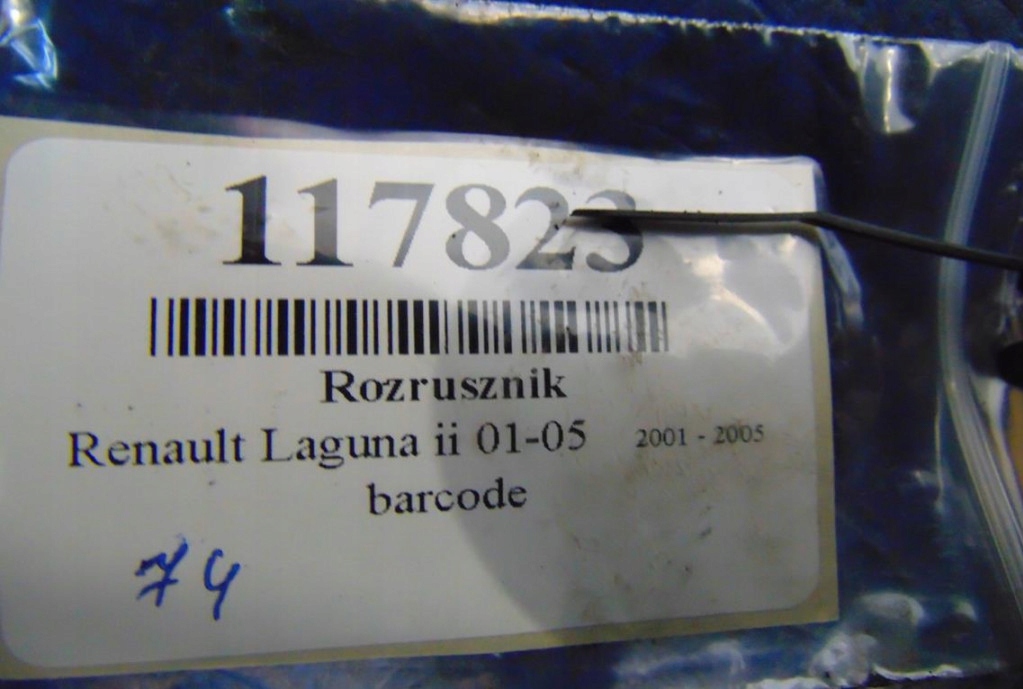 117823
Rozrusznik
Renault Laguna ii 01-05 2001 - 2005
barcode
74